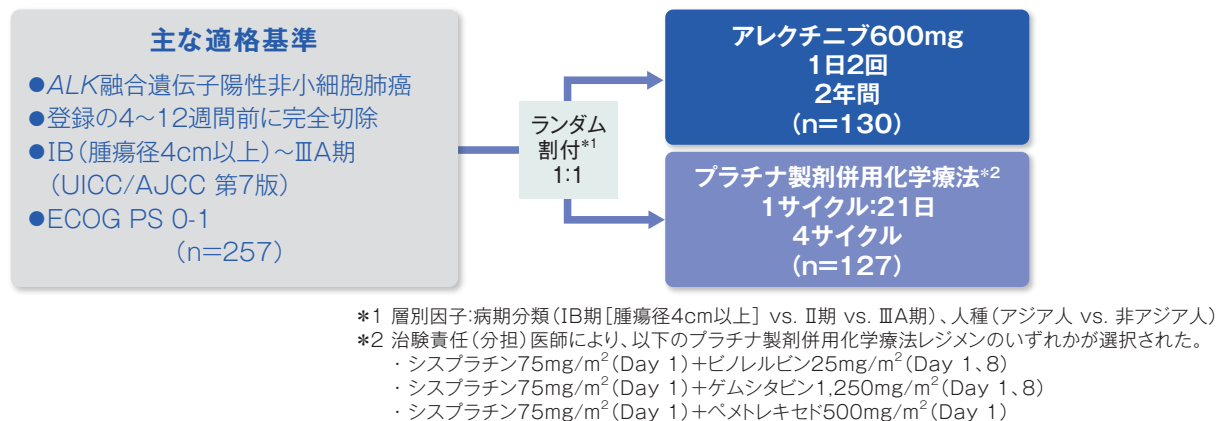 主な適格基準
●ALK融合遺伝子陽性非小細胞肺癌
●登録の4～12週間前に完全切除
●IB(腫瘍径4cm以上)～ⅢA期
(UICC/AJCC 第7版)
●ECOG PS 0-1
(n=257)
ランダム
割付*1
1:1
アレクチニブ600mg
1日2回
2年間
(n=130)
プラチナ製剤併用化学療法*2
1サイクル:21日
4サイクル
(n=127)
*1 層別因子:病期分類(IB期[腫瘍径4cm以上] vs. Ⅱ期 vs. ⅢA期)、人種(アジア人 vs. 非アジア人)
*2 治験責任(分担)医師により、以下のプラチナ製剤併用化学療法レジメンのいずれかが選択された。
・シスプラチン75mg/m²(Day 1)+ビノレルビン25mg/m²(Day 1、8)
・シスプラチン75mg/m²(Day 1)+ゲムシタビン1,250mg/m²(Day 1、8)
・シスプラチン75mg/m²(Day 1)+ペメトレキセド500mg/m²(Day 1)